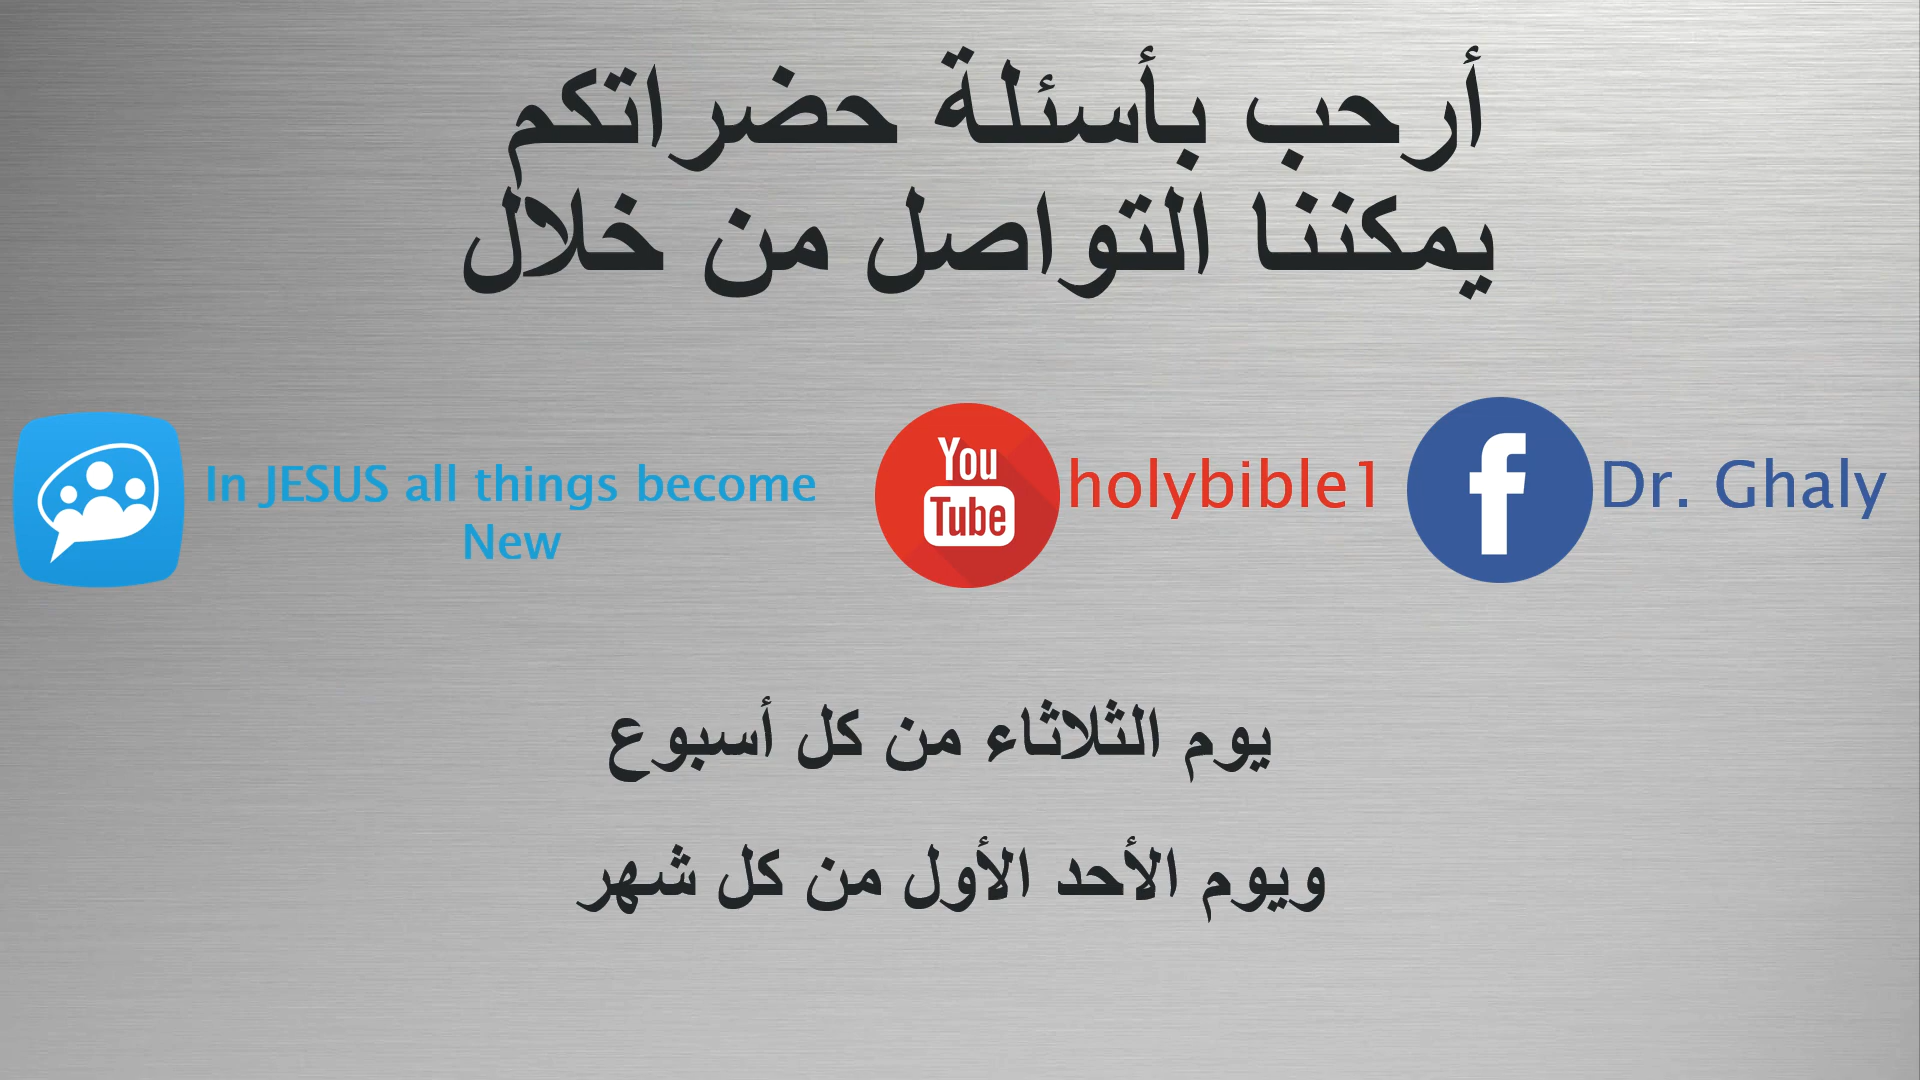 أرحب بأسئلة حضراتكم
يمكننا التواصل من خلال
In JESUS all things become
New
You
Tube
holybible1
f
Dr. Ghaly
يوم الثلاثاء من كل أسبوع
ويوم الأحد الأول من كل شهر